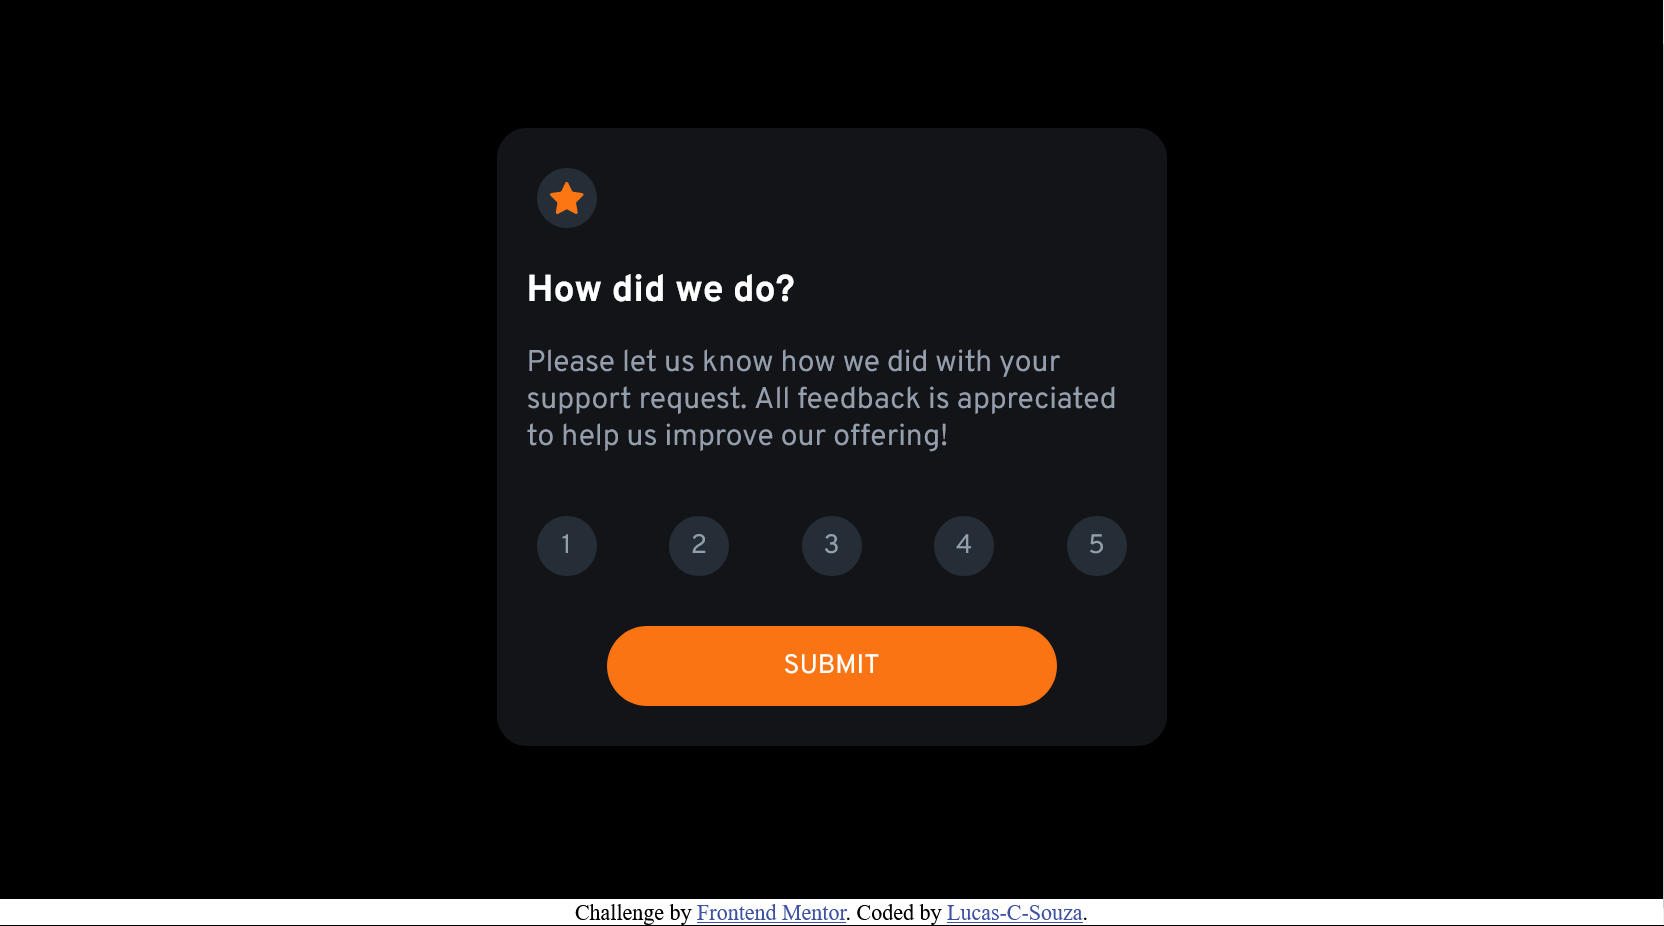 How did we do?
Please let us know how we did with your
support request. All feedback is appreciated
to help us improve our offering!
1 2 3 4 5
SUBMIT
Challenge by Frontend Mentor. Coded by Lucas-C-Souza.